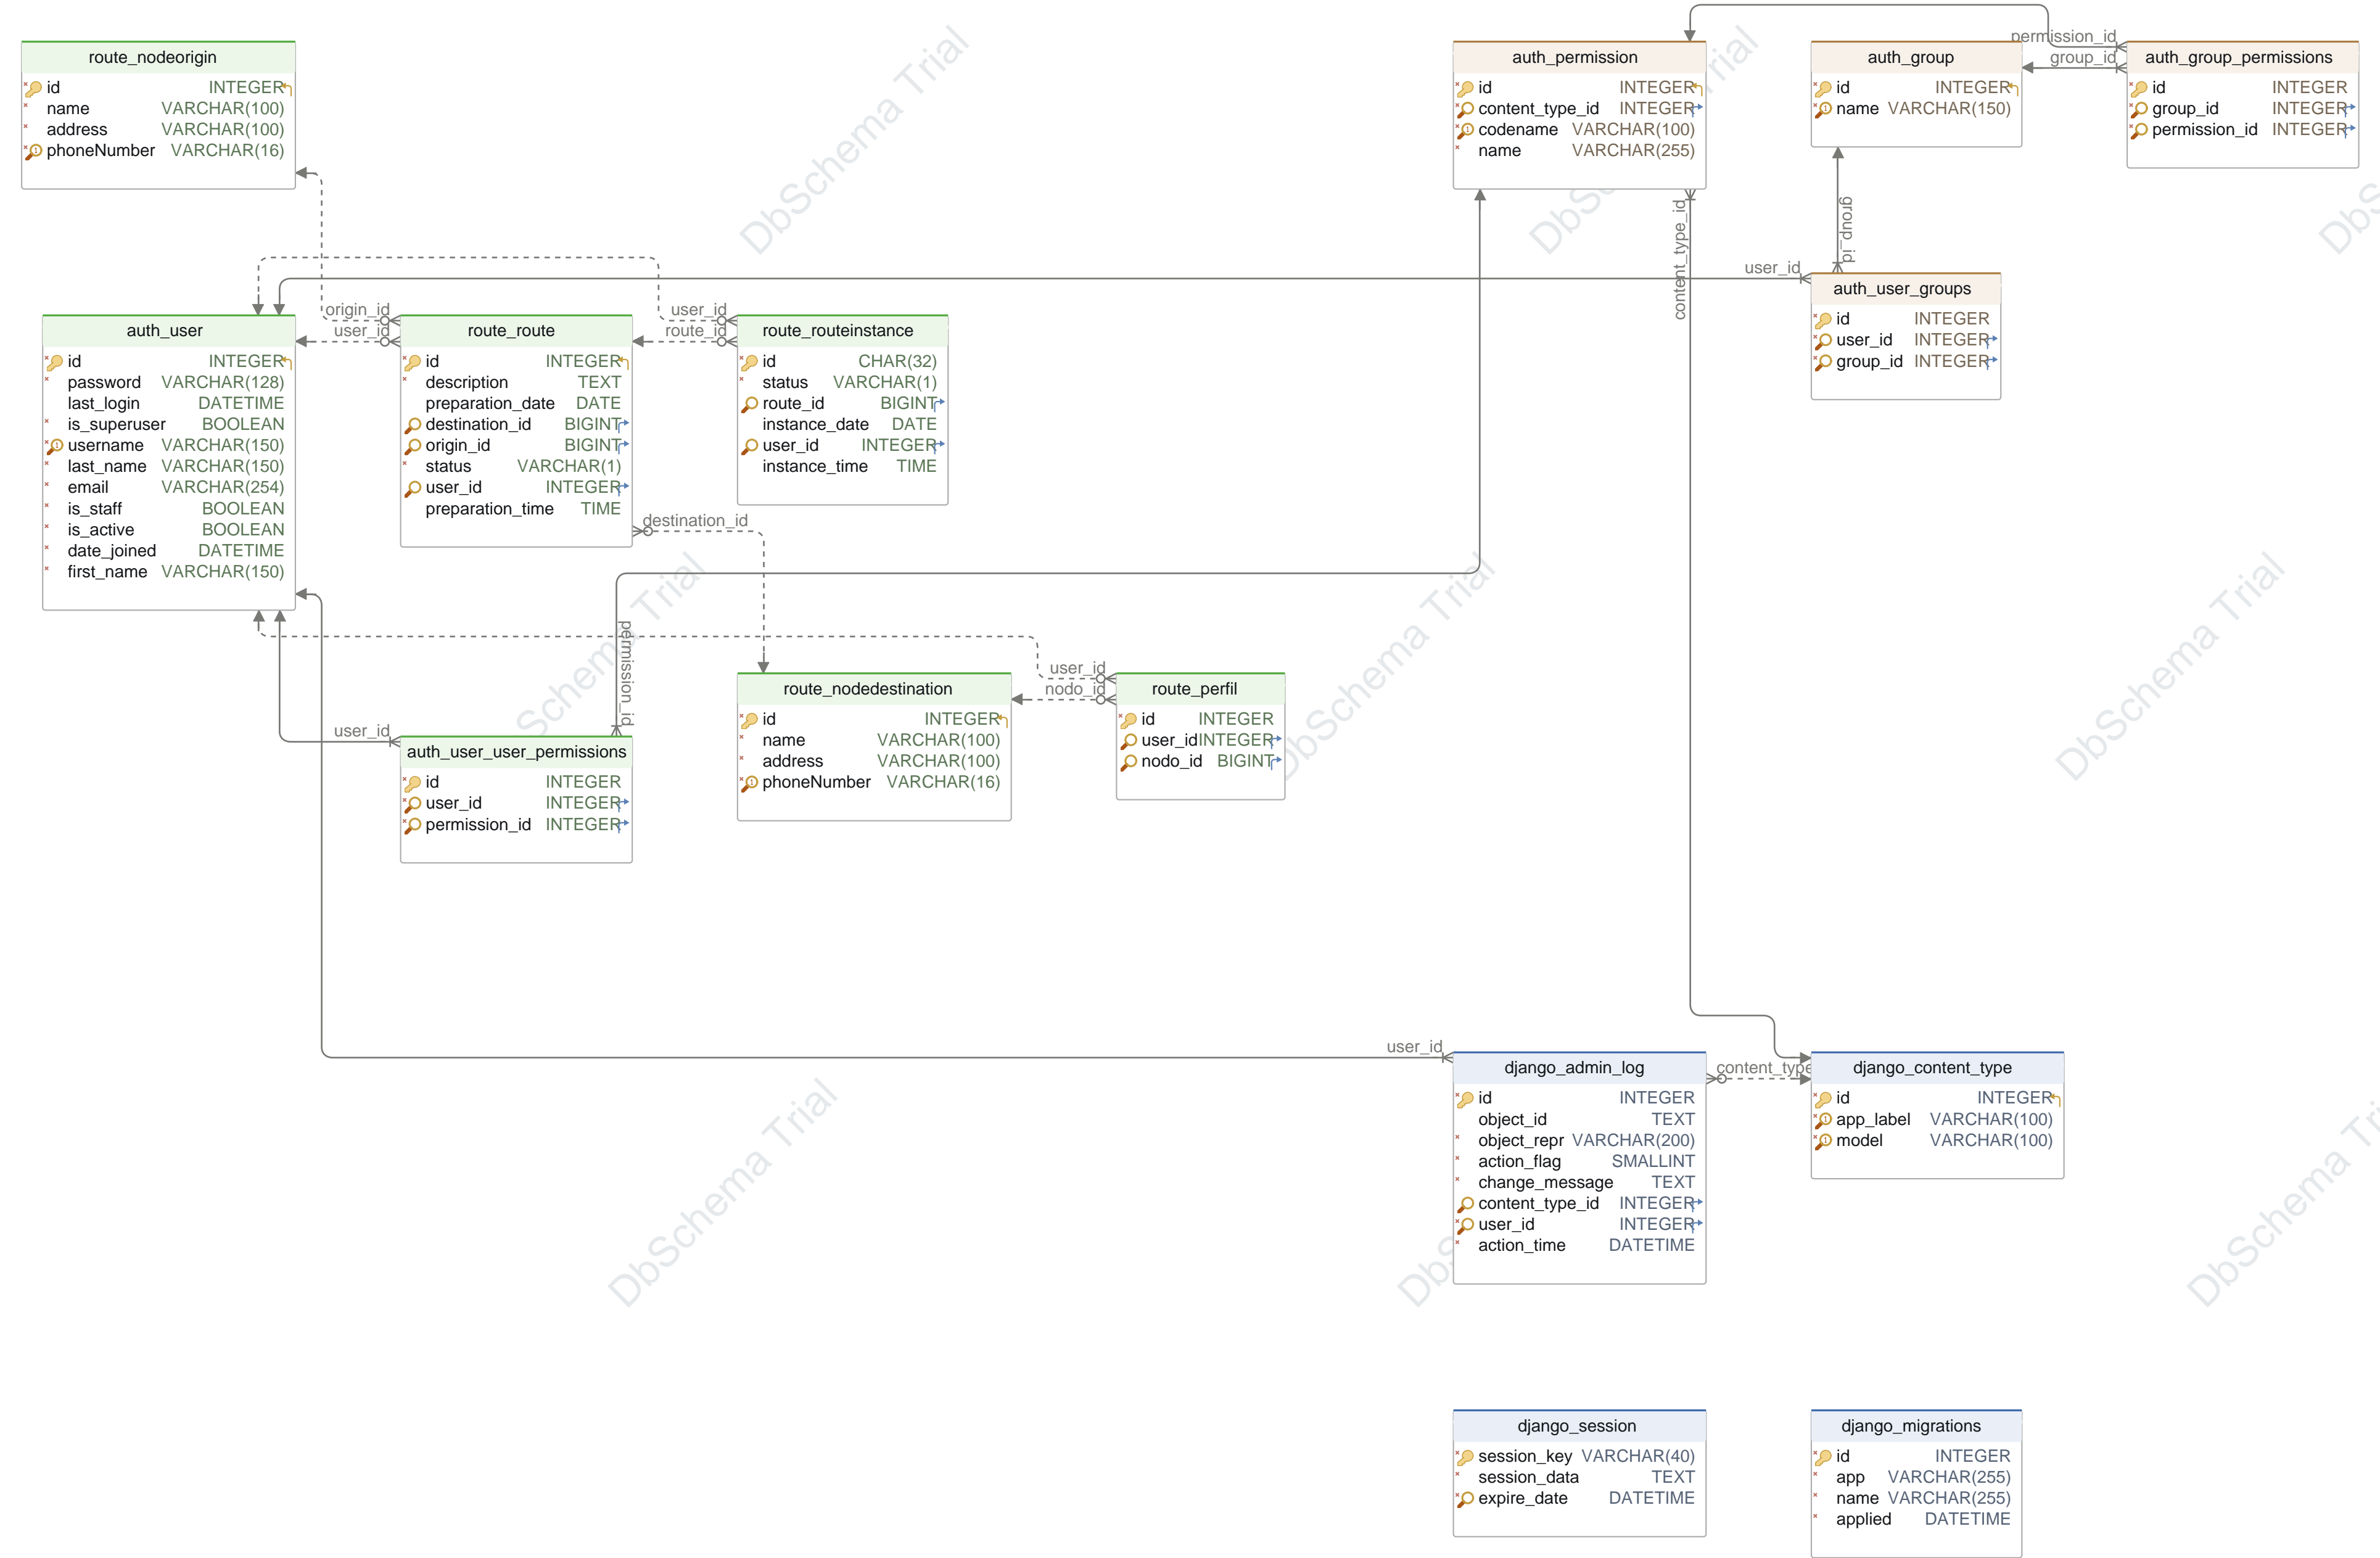 permission_id
group_id
route_nodeorigin
id INTEGER
name VARCHAR(100)
address VARCHAR(100)
phoneNumber VARCHAR(16)
auth_permission
id INTEGER
content_type_id INTEGER
codename VARCHAR(100)
name VARCHAR(255)
auth_group
id INTEGER
name VARCHAR(150)
auth_group_permissions
id INTEGER
group_id INTEGER
permission_id INTEGER
content_type_id
group_id
user_id
auth_user_groups
id INTEGER
user_id INTEGER
group_id INTEGER
origin_id
user_id
user_id
route_id
auth_user
id INTEGER
password VARCHAR(128)
last_login DATETIME
is_superuser BOOLEAN
username VARCHAR(150)
last_name VARCHAR(150)
email VARCHAR(254)
is_staff BOOLEAN
is_active BOOLEAN
date_joined DATETIME
first_name VARCHAR(150)
route_route
id INTEGER
description TEXT
preparation_date DATE
destination_id BIGINT
origin_id BIGINT
status VARCHAR(1)
user_id INTEGER
preparation_time TIME
route_routeinstance
id CHAR(32)
status VARCHAR(1)
route_id BIGINT
instance_date DATE
user_id INTEGER
instance_time TIME
destination_id
permission_id
user_id
nodo_id
user_id
auth_user_user_permissions
id INTEGER
user_id INTEGER
permission_id INTEGER
route_nodedestination
id INTEGER
name VARCHAR(100)
address VARCHAR(100)
phoneNumber VARCHAR(16)
route_perfil
id INTEGER
user_id INTEGER
nodo_id BIGINT
user_id
content_type
django_admin_log
id INTEGER
object_id TEXT
object_repr VARCHAR(200)
action_flag SMALLINT
change_message TEXT
content_type_id INTEGER
user_id INTEGER
action_time DATETIME
django_content_type
id INTEGER
app_label VARCHAR(100)
model VARCHAR(100)
django_session
session_key VARCHAR(40)
session_data TEXT
expire_date DATETIME
django_migrations
id INTEGER
app VARCHAR(255)
name VARCHAR(255)
applied DATETIME
DbSchema Trial
DbSchema Trial
DbS
Schema Trial
DbSchema Trial
DbSchema Trial
DbSchema Trial
DbS
DbSchema Tri